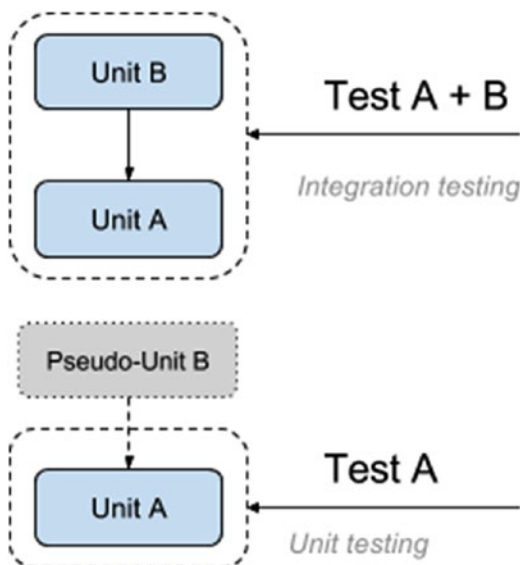 Unit B
Test A + B
Integration testing
Unit A
Pseudo-Unit B
Test A
Unit A
Unit testing